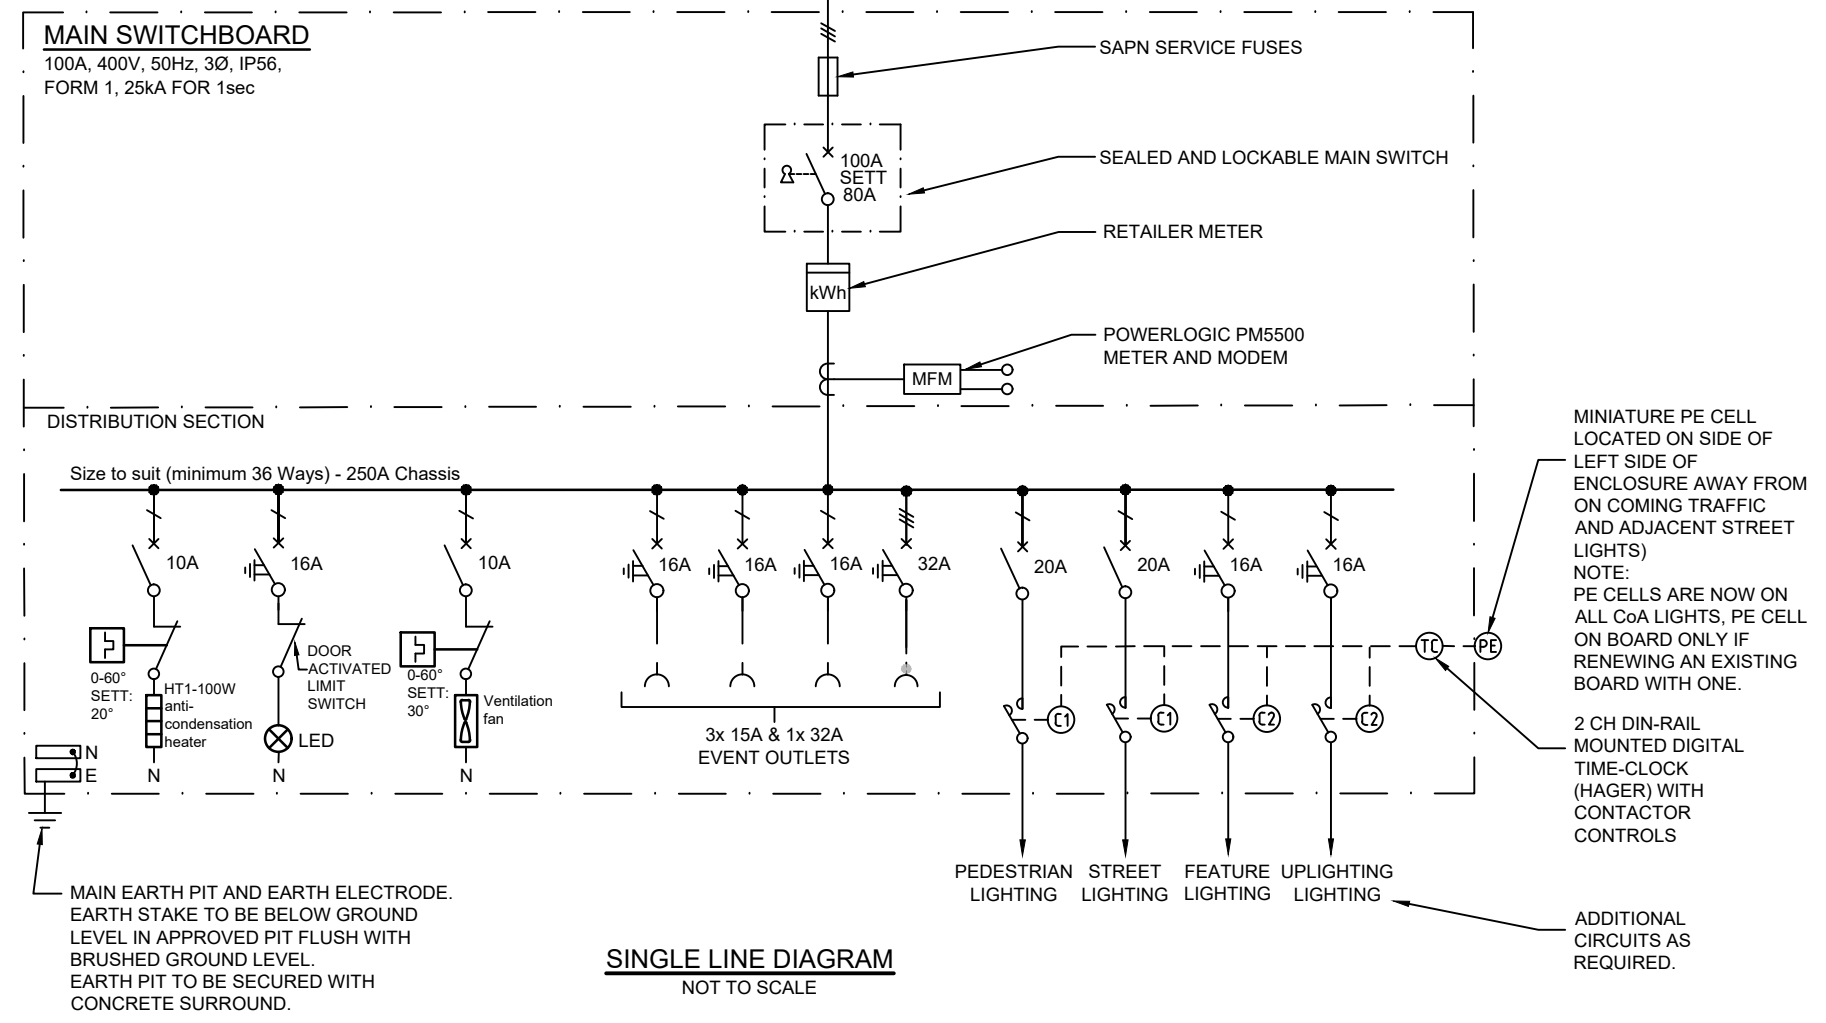 MAIN SWITCHBOARD
100A, 400V, 50Hz, 3Ø, IP56,
FORM 1, 25kA FOR 1sec
SAPN SERVICE FUSES
100A
SETT
80A
SEALED AND LOCKABLE MAIN SWITCH
RETAILER METER
kWh
POWERLOGIC PM5500
METER AND MODEM
MFM
DISTRIBUTION SECTION
Size to suit (minimum 36 Ways) - 250A Chassis
10A
16A
10A
16A
16A
16A
32A
20A
20A
16A
16A
0-60°
SETT:
20°
HT1-100W
anti-
condensation
heater
N
DOOR
ACTIVATED
LIMIT
SWITCH
LED
N
0-60°
SETT:
30°
Ventilation
fan
N
3x 15A & 1x 32A
EVENT OUTLETS
C1
C1
C2
C2
TC
PE
N
E
MINIATURE PE CELL
LOCATED ON SIDE OF
LEFT SIDE OF
ENCLOSURE AWAY FROM
ON COMING TRAFFIC
AND ADJACENT STREET
LIGHTS)
NOTE:
PE CELLS ARE NOW ON
ALL CoA LIGHTS, PE CELL
ON BOARD ONLY IF
RENEWING AN EXISTING
BOARD WITH ONE.
2 CH DIN-RAIL
MOUNTED DIGITAL
TIME-CLOCK
(HAGER) WITH
CONTACTOR
CONTROLS
PEDESTRIAN
LIGHTING
STREET
LIGHTING
FEATURE
LIGHTING
UPLIGHTING
LIGHTING
ADDITIONAL
CIRCUITS AS
REQUIRED.
MAIN EARTH PIT AND EARTH ELECTRODE.
EARTH STAKE TO BE BELOW GROUND
LEVEL IN APPROVED PIT FLUSH WITH
BRUSHED GROUND LEVEL.
EARTH PIT TO BE SECURED WITH
CONCRETE SURROUND.
SINGLE LINE DIAGRAM
NOT TO SCALE